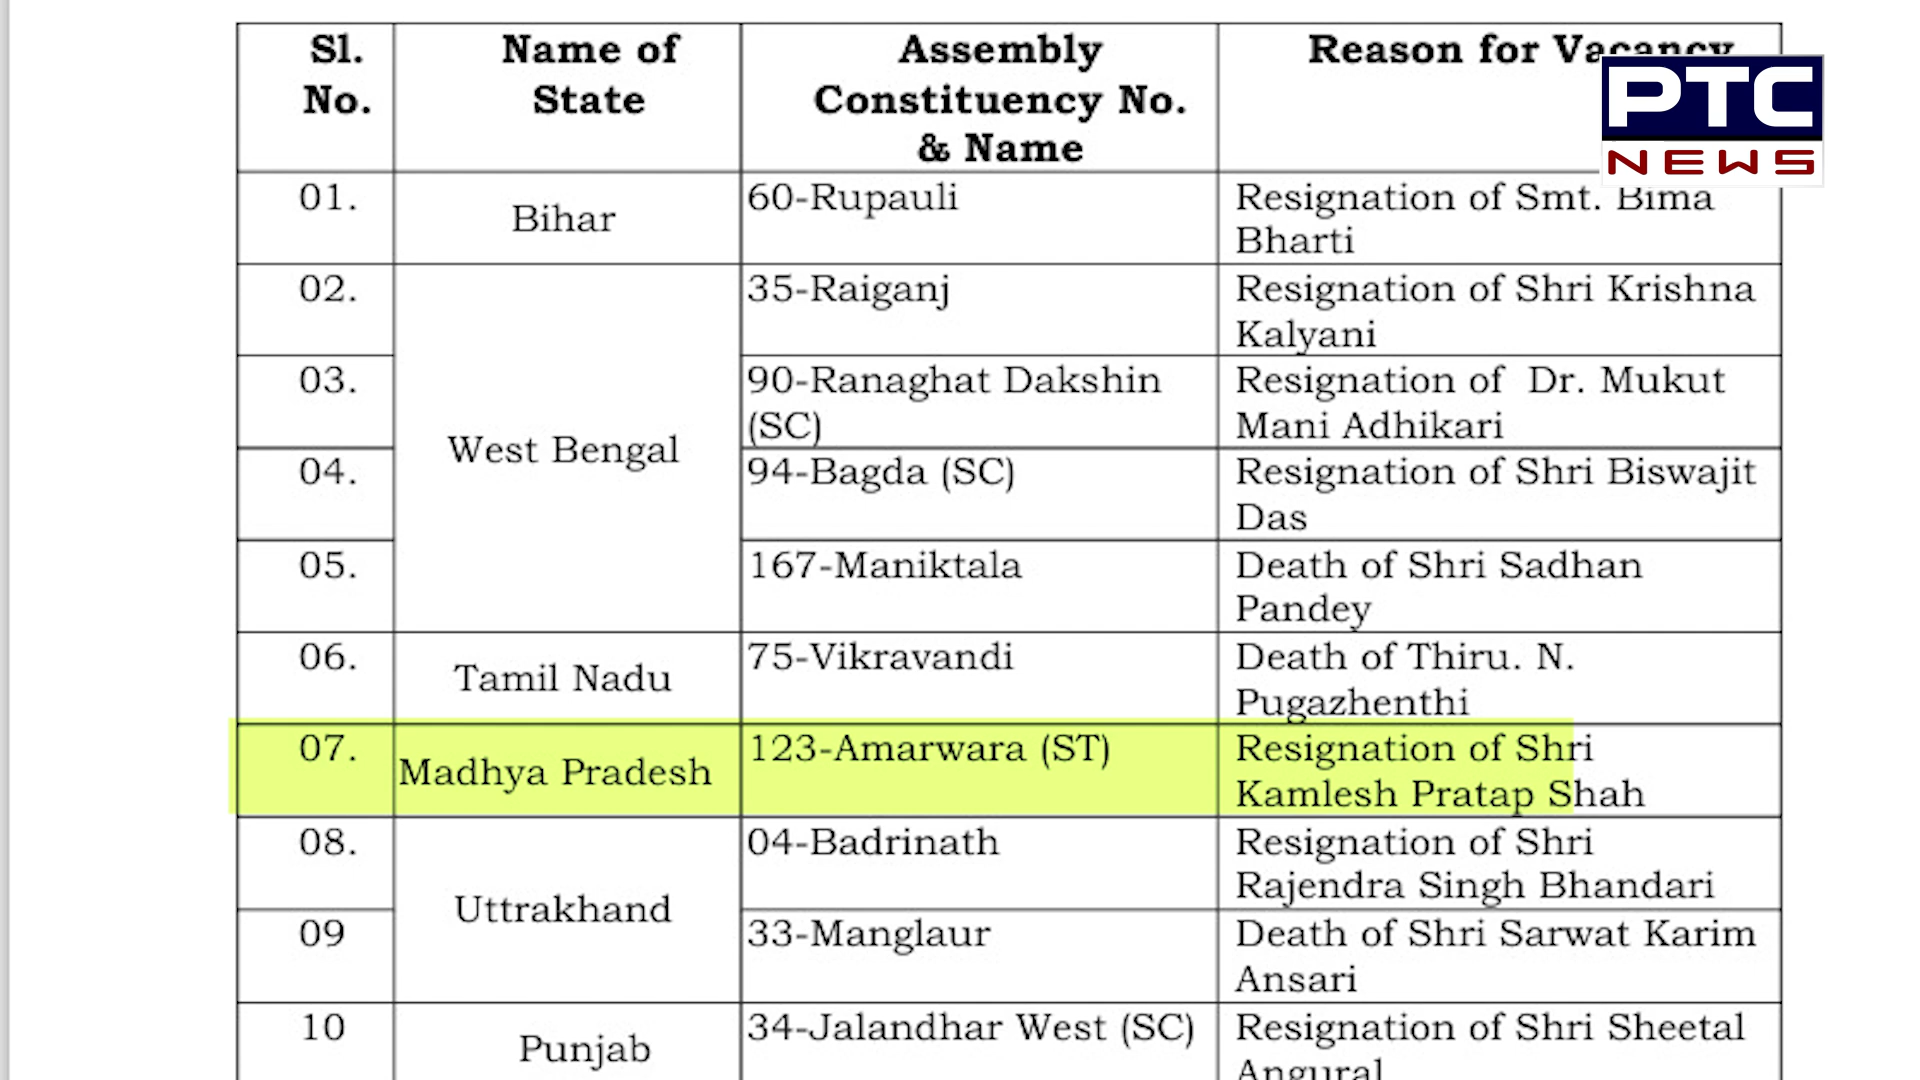 Sl. No.
Name of State
Assembly Constituency No. & Name
Reason for Vacancy
PTC
NEWS
01.
Bihar
60-Rupauli
Resignation of Smt. Bima
Bharti
02.
West Bengal
35-Raiganj
Resignation of Shri Krishna
Kalyani
03.
90-Ranaghat Dakshin
(SC)
Resignation of Dr. Mukut
Mani Adhikari
04.
94-Bagda (SC)
Resignation of Shri Biswajit
Das
05.
167-Maniktala
Death of Shri Sadhan
Pandey
06.
Tamil Nadu
75-Vikravandi
Death of Thiru. N.
Pugazhenthi
07.
Madhya Pradesh
123-Amarwara (ST)
Resignation of Shri
Kamlesh Pratap Shah
08.
Uttrakhand
04-Badrinath
Resignation of Shri
Rajendra Singh Bhandari
09
33-Manglaur
Death of Shri Sarwat Karim
Ansari
10
Punjab
34-Jalandhar West (SC)
Resignation of Shri Sheetal
Angural